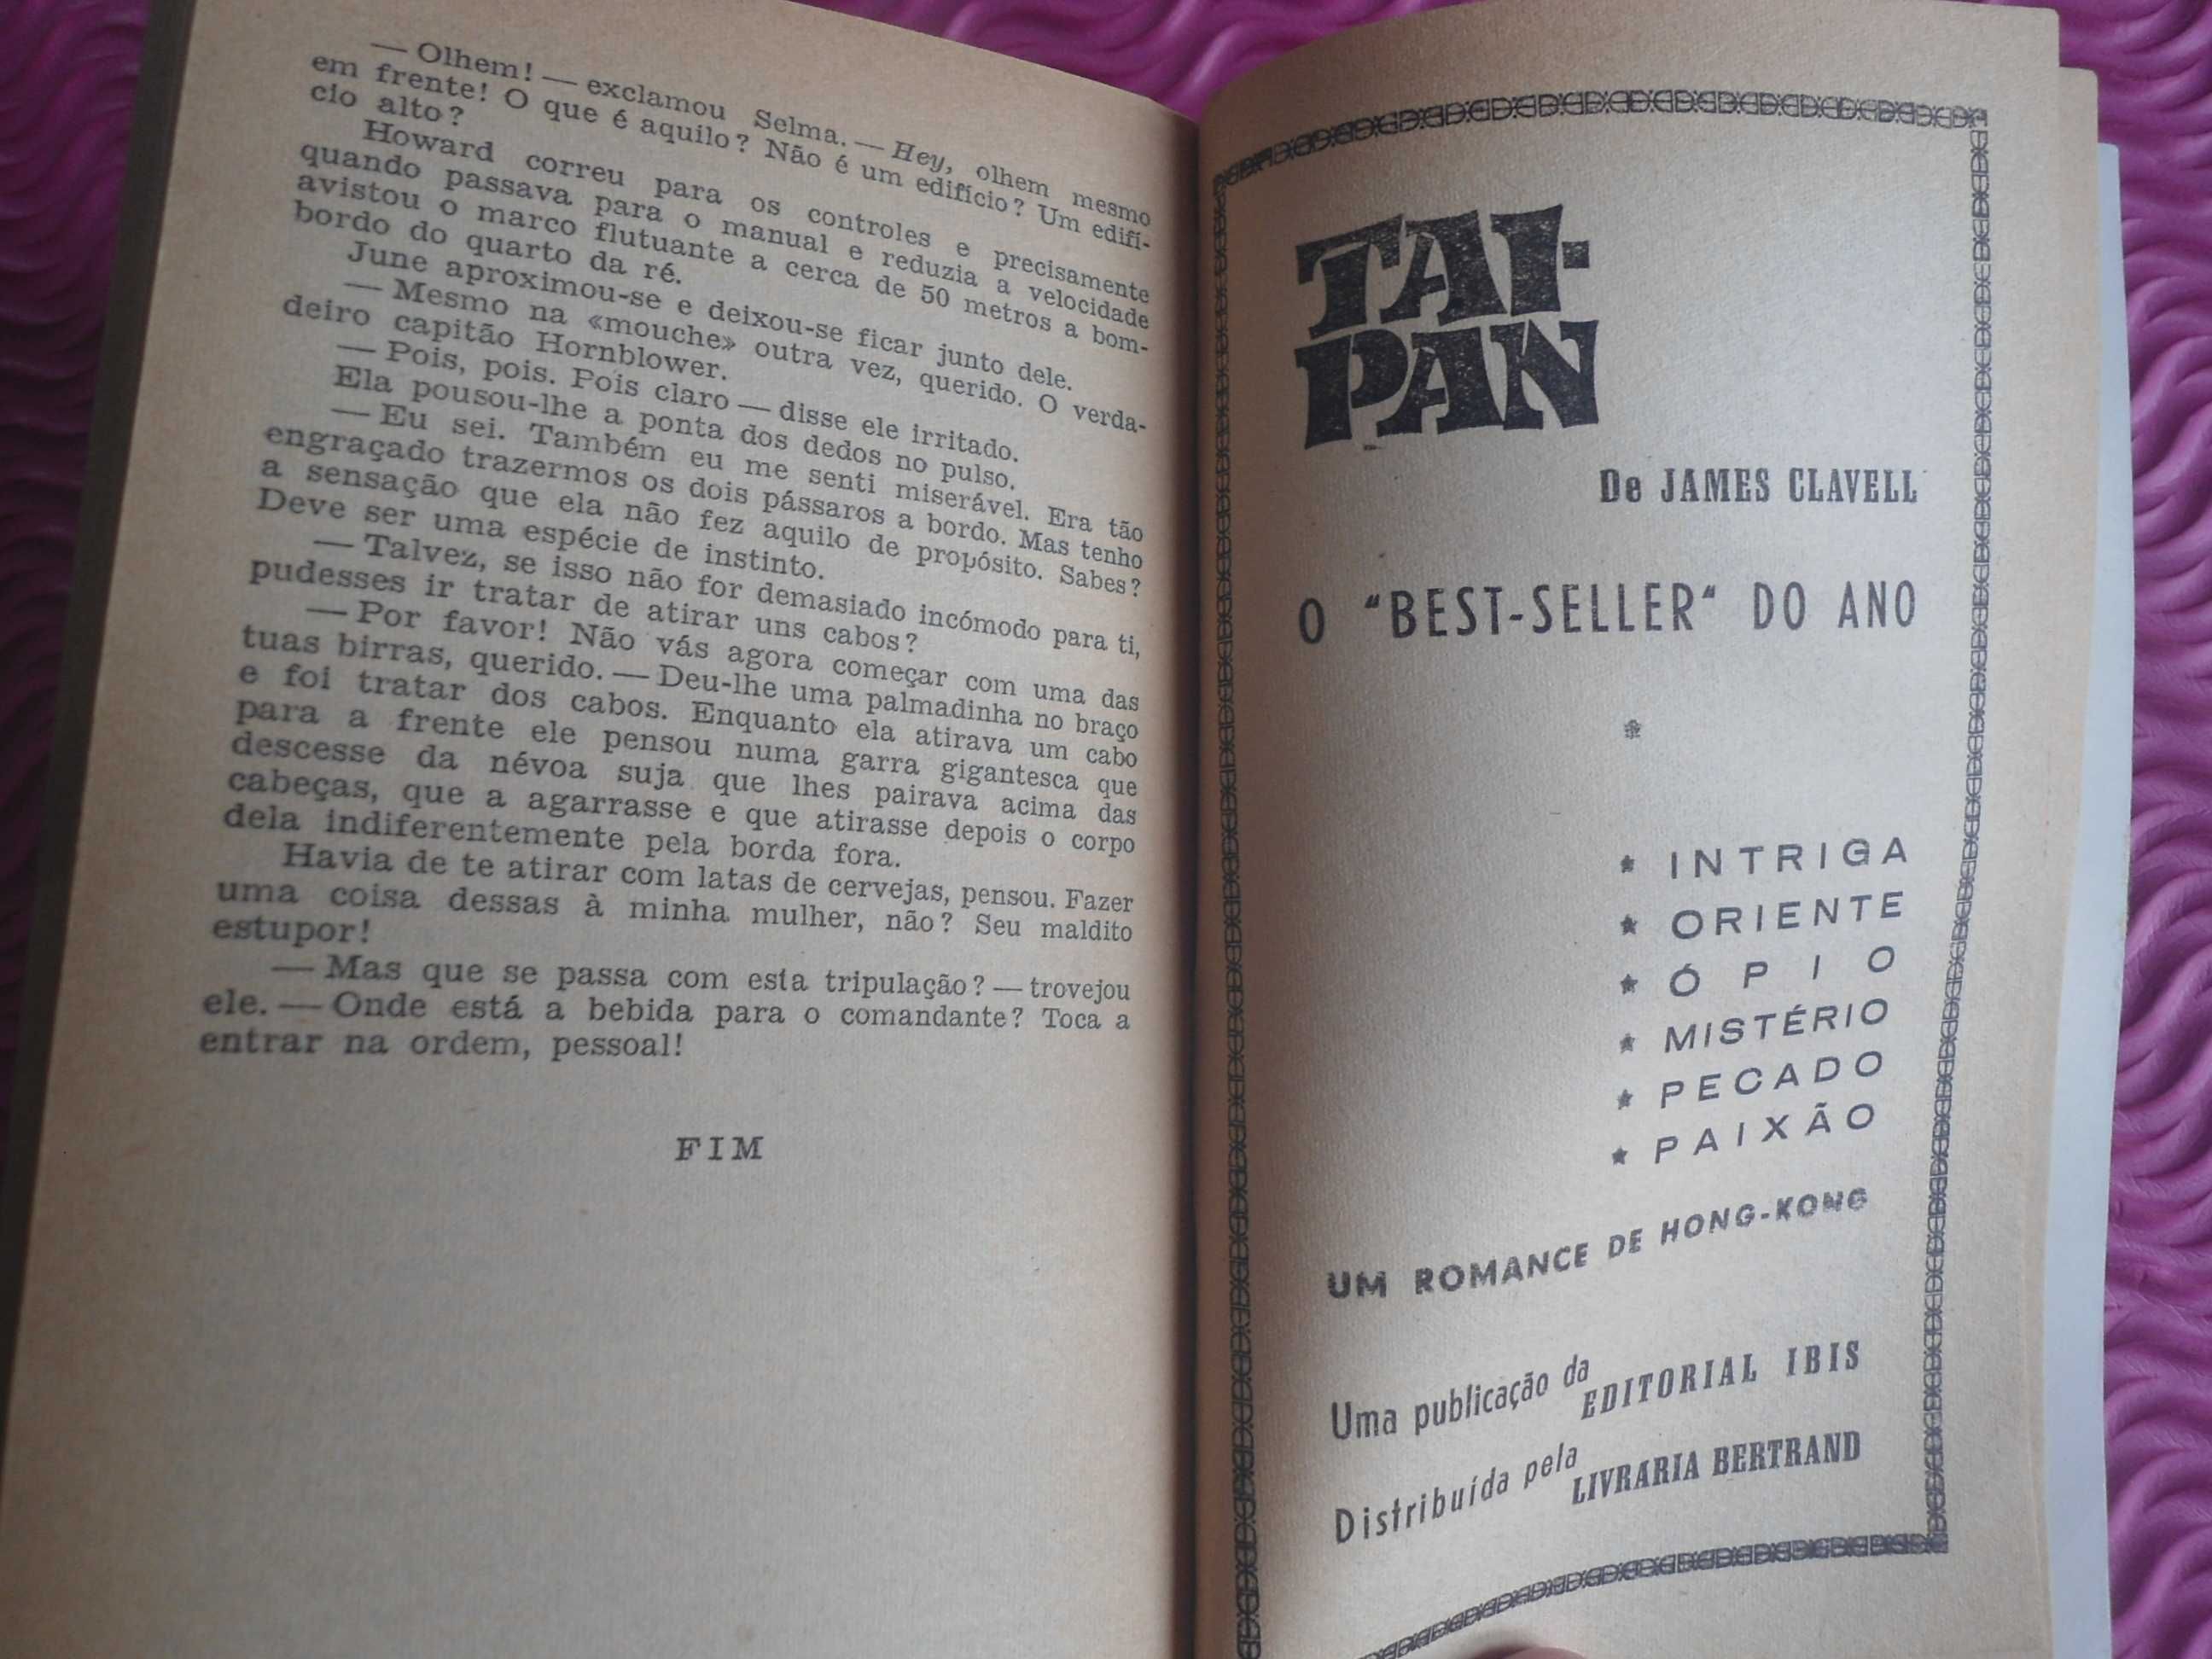 — Olhem! — exclamou Selma. — Hey, olhem mesmo
em frente! O que é aquilo? Não é um edifício? Um edifí-
cio alto?
Howard correu para os controles e precisamente
quando passava para o manual e reduzia a velocidade
avistou o marco flutuante a cerca de 50 metros a bom-
bordo do quarto da ré.
June aproximou-se e deixou-se ficar junto dele.
— Mesmo na «mouche» outra vez, querido. O verda-
deiro capitão Hornblower.
— Pois, pois. Pois claro — disse ele irritado.
Ela pousou-lhe a ponta dos dedos no pulso.
— Eu sei. Também eu me senti miserável. Era tão
engraçado trazermos os dois pássaros a bordo. Mas tenho
a sensação que ela não fez aquilo de propósito. Sabes?
Deve ser uma espécie de instinto.
— Talvez, se isso não for demasiado incómodo para ti,
pudesses ir tratar de atirar uns cabos?
— Por favor! Não vás agora começar com uma das
tuas birras, querido. — Deu-lhe uma palmadinha no braço
e foi tratar dos cabos. Enquanto ela atirava um cabo
para a frente ele pensou numa garra gigantesca que
descesse da névoa suja que lhes pairava acima das
cabeças, que a agarrasse e que atirasse depois o corpo
dela indiferentemente pela borda fora.
Havia de te atirar com latas de cervejas, pensou. Fazer
uma coisa dessas à minha mulher, não? Seu maldito
estupor!
— Mas que se passa com esta tripulação? — trovejou
ele. — Onde está a bebida para o comandante? Toca a
entrar na ordem, pessoal!
FIM
TAI-
PAN
De JAMES CLAVELL
O "BEST-SELLER" DO ANO
* INTRIGA
* ORIENTE
* ÓPIO
* MISTÉRIO
* PECADO
* PAIXÃO
UM ROMANCE DE HONG-KONG
Uma publicação da EDITORIAL IBIS
Distribuída pela LIVRARIA BERTRAND